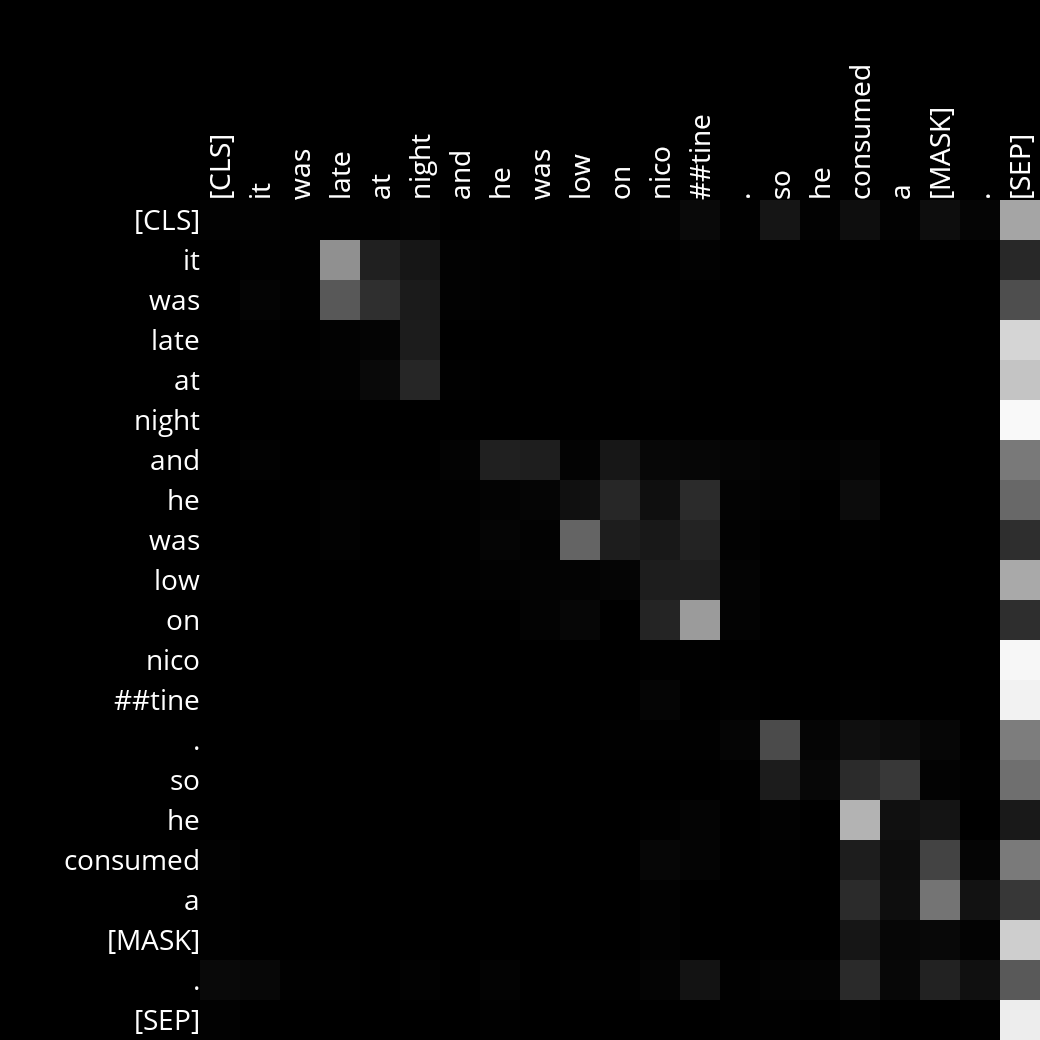 [CLS] it was late at night and he was low on nico ##tine . so he consumed a [MASK] . [SEP]
[CLS]
it
was
late
at
night
and
he
was
low
on
nico
##tine
.
so
he
consumed
a
[MASK]
.
[SEP]